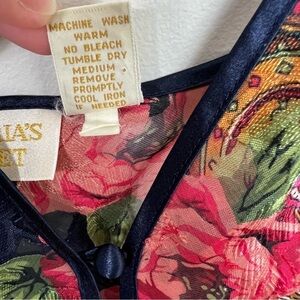 MACHINE WASH
WARM
NO BLEACH
TUMBLE DRY
MEDIUM
REMOVE
PROMPTLY
COOL IRON
IF NEEDED
IA'S
ET